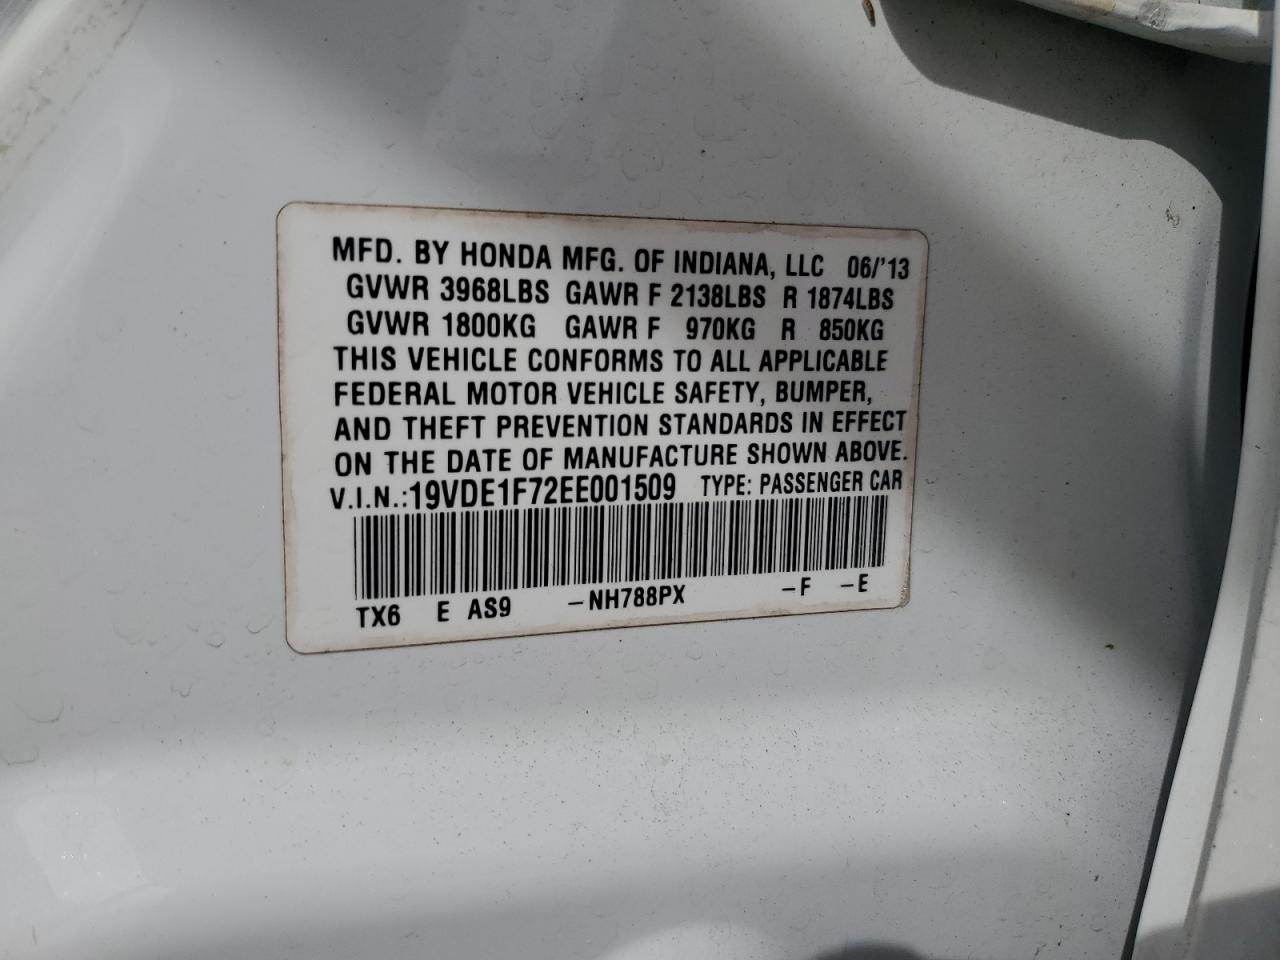 MFD. BY HONDA MFG. OF INDIANA, LLC 06/'13
GVWR 3968LBS GAWR F 2138LBS R 1874LBS
GVWR 1800KG GAWR F 970KG R 850KG
THIS VEHICLE CONFORMS TO ALL APPLICABLE
FEDERAL MOTOR VEHICLE SAFETY, BUMPER,
AND THEFT PREVENTION STANDARDS IN EFFECT
ON THE DATE OF MANUFACTURE SHOWN ABOVE.
V.I.N.:19VDE1F72EE001509 TYPE: PASSENGER CAR
TX6 E AS9 -NH788PX -F -E